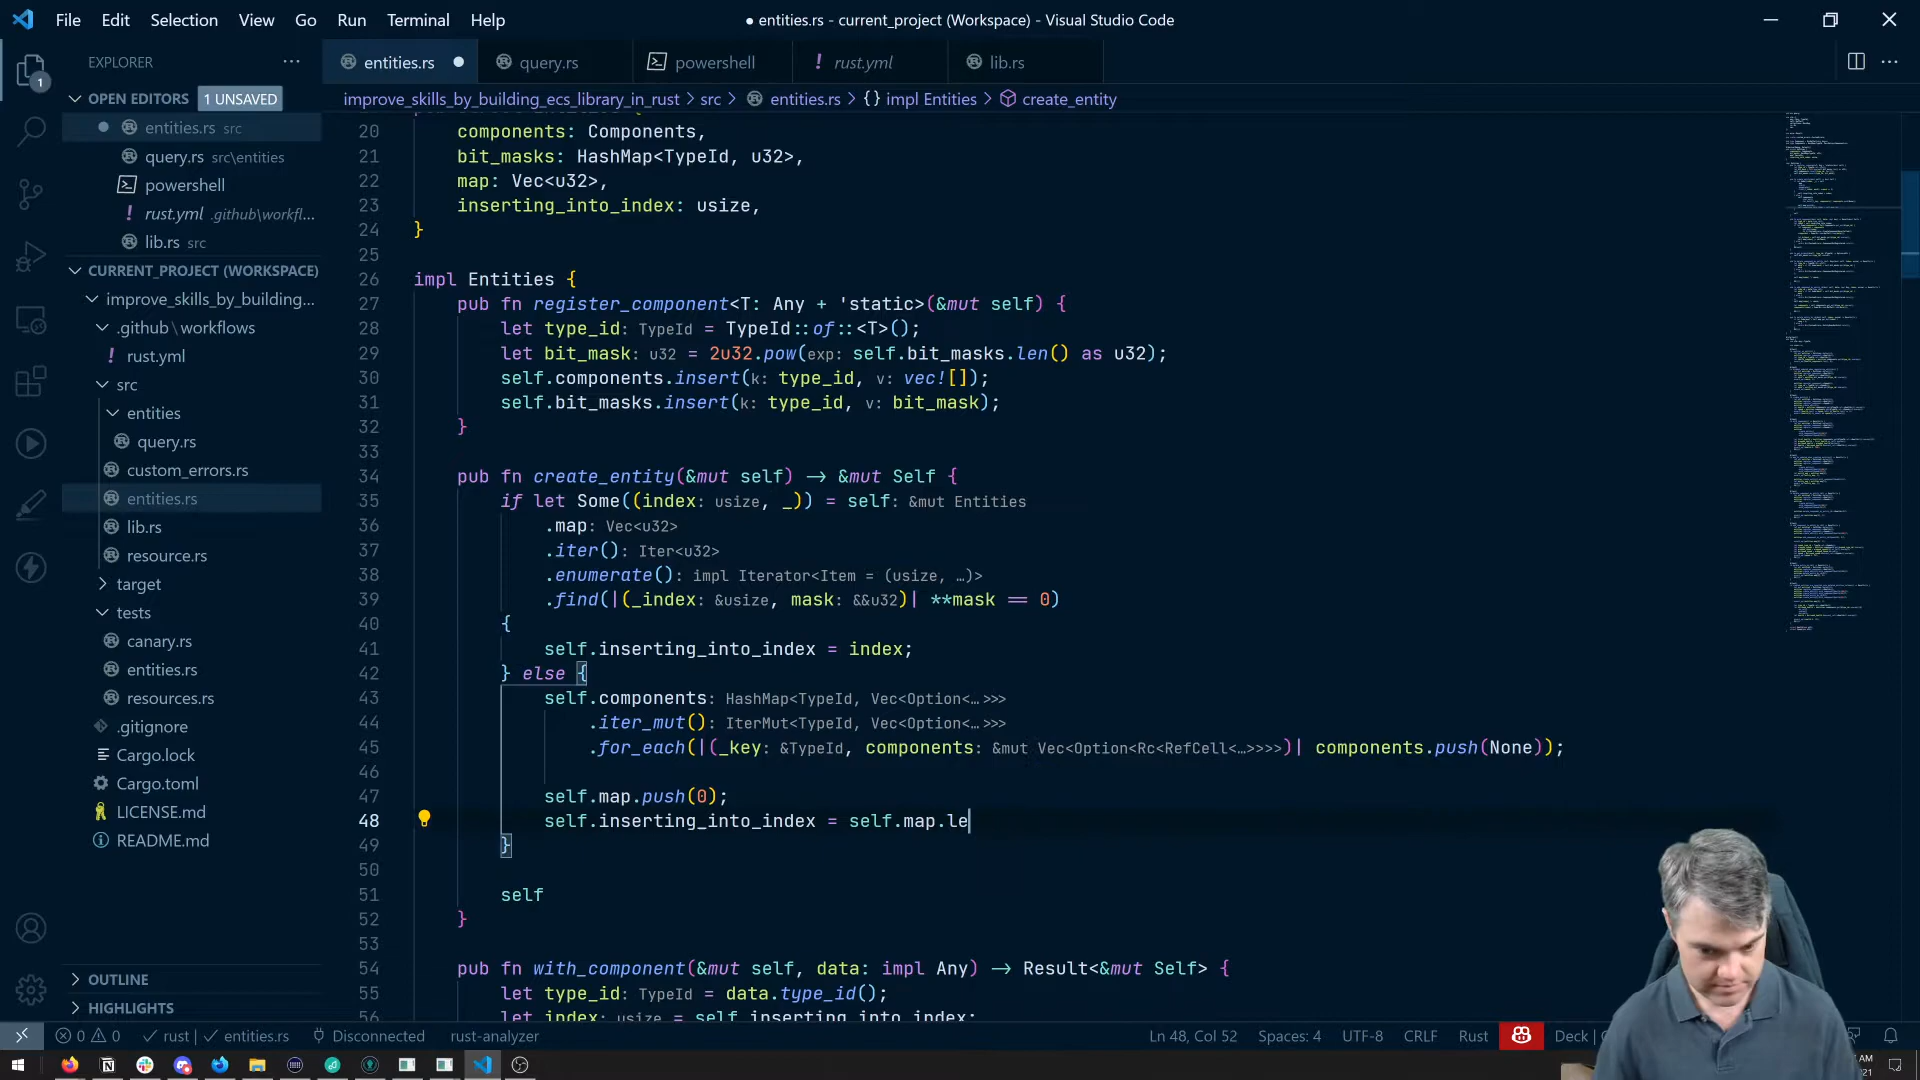 File Edit Selection View Go Run Terminal Help
● entities.rs - current_project (Workspace) - Visual Studio Code
EXPLORER
entities.rs
query.rs
powershell
rust.yml
lib.rs
OPEN EDITORS 1 UNSAVED
entities.rs src
query.rs src\entities
powershell
rust.yml .github\workfl...
lib.rs src
CURRENT_PROJECT (WORKSPACE)
improve_skills_by_building...
.github\workflows
rust.yml
src
entities
query.rs
custom_errors.rs
entities.rs
lib.rs
resource.rs
target
tests
canary.rs
entities.rs
resources.rs
.gitignore
Cargo.lock
Cargo.toml
LICENSE.md
README.md
OUTLINE
HIGHLIGHTS
improve_skills_by_building_ecs_library_in_rust > src > entities.rs > {} impl Entities > create_entity
20 components: Components,
21 bit_masks: HashMap<TypeId, u32>,
22 map: Vec<u32>,
23 inserting_into_index: usize,
24 }
25
26 impl Entities {
27 pub fn register_component<T: Any + 'static>(&mut self) {
28 let type_id: TypeId = TypeId::of::<T>();
29 let bit_mask: u32 = 2u32.pow(exp: self.bit_masks.len() as u32);
30 self.components.insert(k: type_id, v: vec![]);
31 self.bit_masks.insert(k: type_id, v: bit_mask);
32 }
33
34 pub fn create_entity(&mut self) -> &mut Self {
35 if let Some((index: usize, _)) = self: &mut Entities
36 .map: Vec<u32>
37 .iter(): Iter<u32>
38 .enumerate(): impl Iterator<Item = (usize, …)>
39 .find(|(_index: &usize, mask: &&u32)| **mask == 0)
40 {
41 self.inserting_into_index = index;
42 } else {
43 self.components: HashMap<TypeId, Vec<Option<…>>>
44 .iter_mut(): IterMut<TypeId, Vec<Option<…>>>
45 .for_each(|(_key: &TypeId, components: &mut Vec<Option<Rc<RefCell<…>>>>)| components.push(None));
46
47 self.map.push(0);
48 self.inserting_into_index = self.map.le
49 }
50
51 self
52 }
53
54 pub fn with_component(&mut self, data: impl Any) -> Result<&mut Self> {
55 let type_id: TypeId = data.type_id();
56 let index: usize = self.inserting_into_index;
0 0 rust | entities.rs Disconnected rust-analyzer
Ln 48, Col 52 Spaces: 4 UTF-8 CRLF Rust Deck